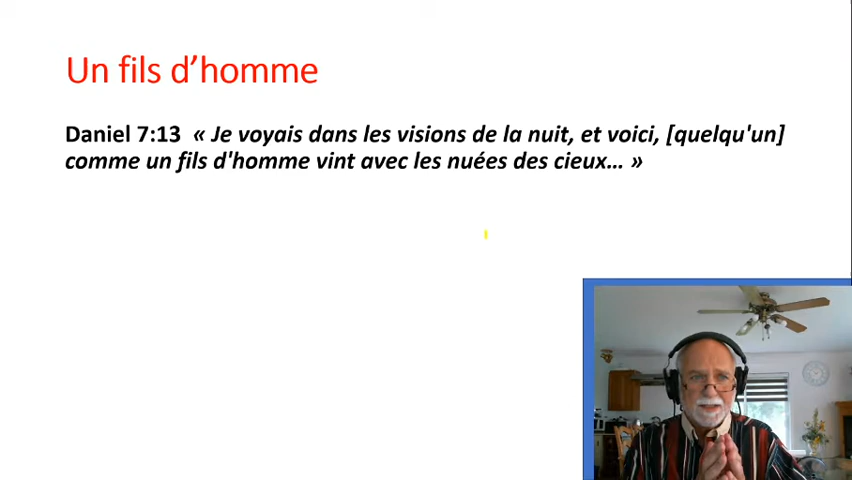 Un fils d’homme
Daniel 7:13 « Je voyais dans les visions de la nuit, et voici, [quelqu'un]
comme un fils d'homme vint avec les nuées des cieux… »